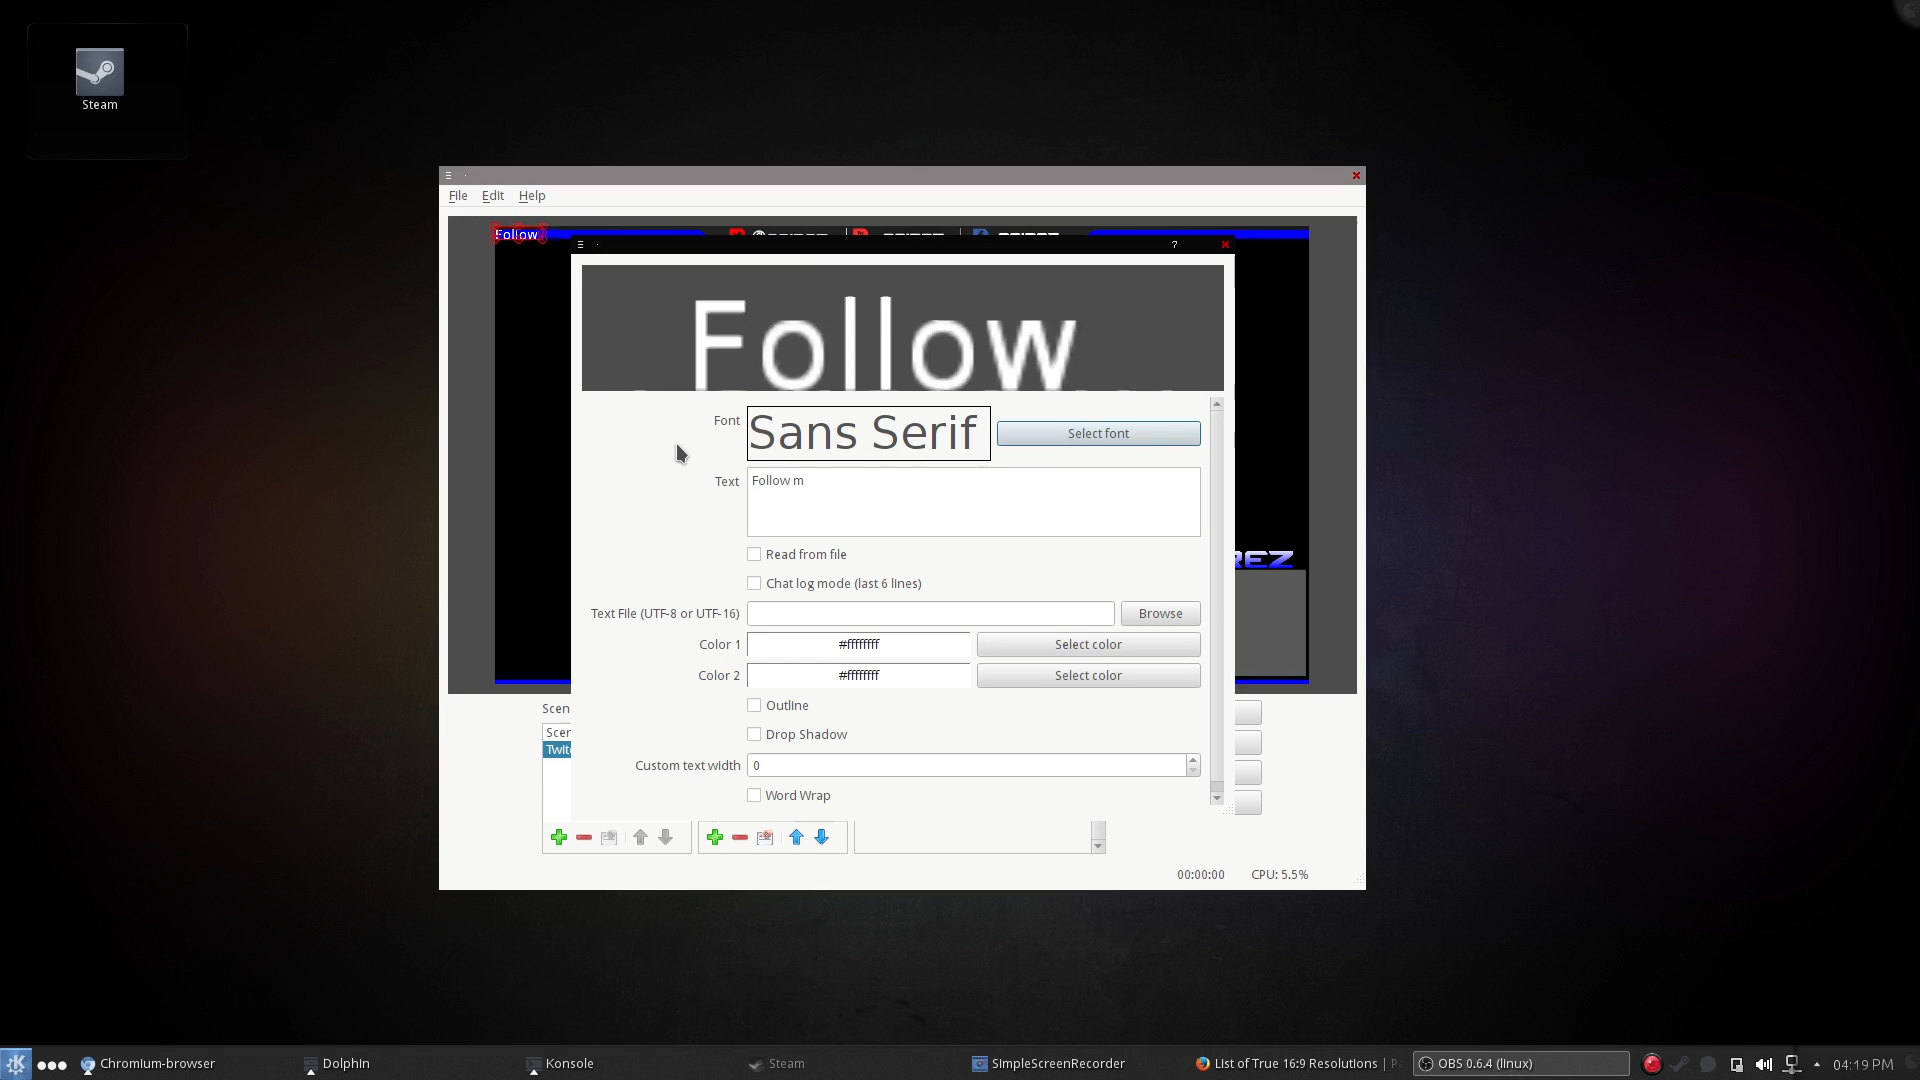 Steam
File Edit Help
Follow
?
Follow
Font
Sans Serif
Select font
Text
Follow m
Read from file
Chat log mode (last 6 lines)
Text File (UTF-8 or UTF-16)
Browse
Color 1
#ffffffff
Select color
Color 2
#ffffffff
Select color
Outline
Drop Shadow
Custom text width
0
Word Wrap
REZ
Scen
Scer
Twitc
00:00:00
CPU: 5.5%
Chromium-browser
Dolphin
Konsole
Steam
SimpleScreenRecorder
List of True 16:9 Resolutions | P
OBS 0.6.4 (linux)
04:19 PM